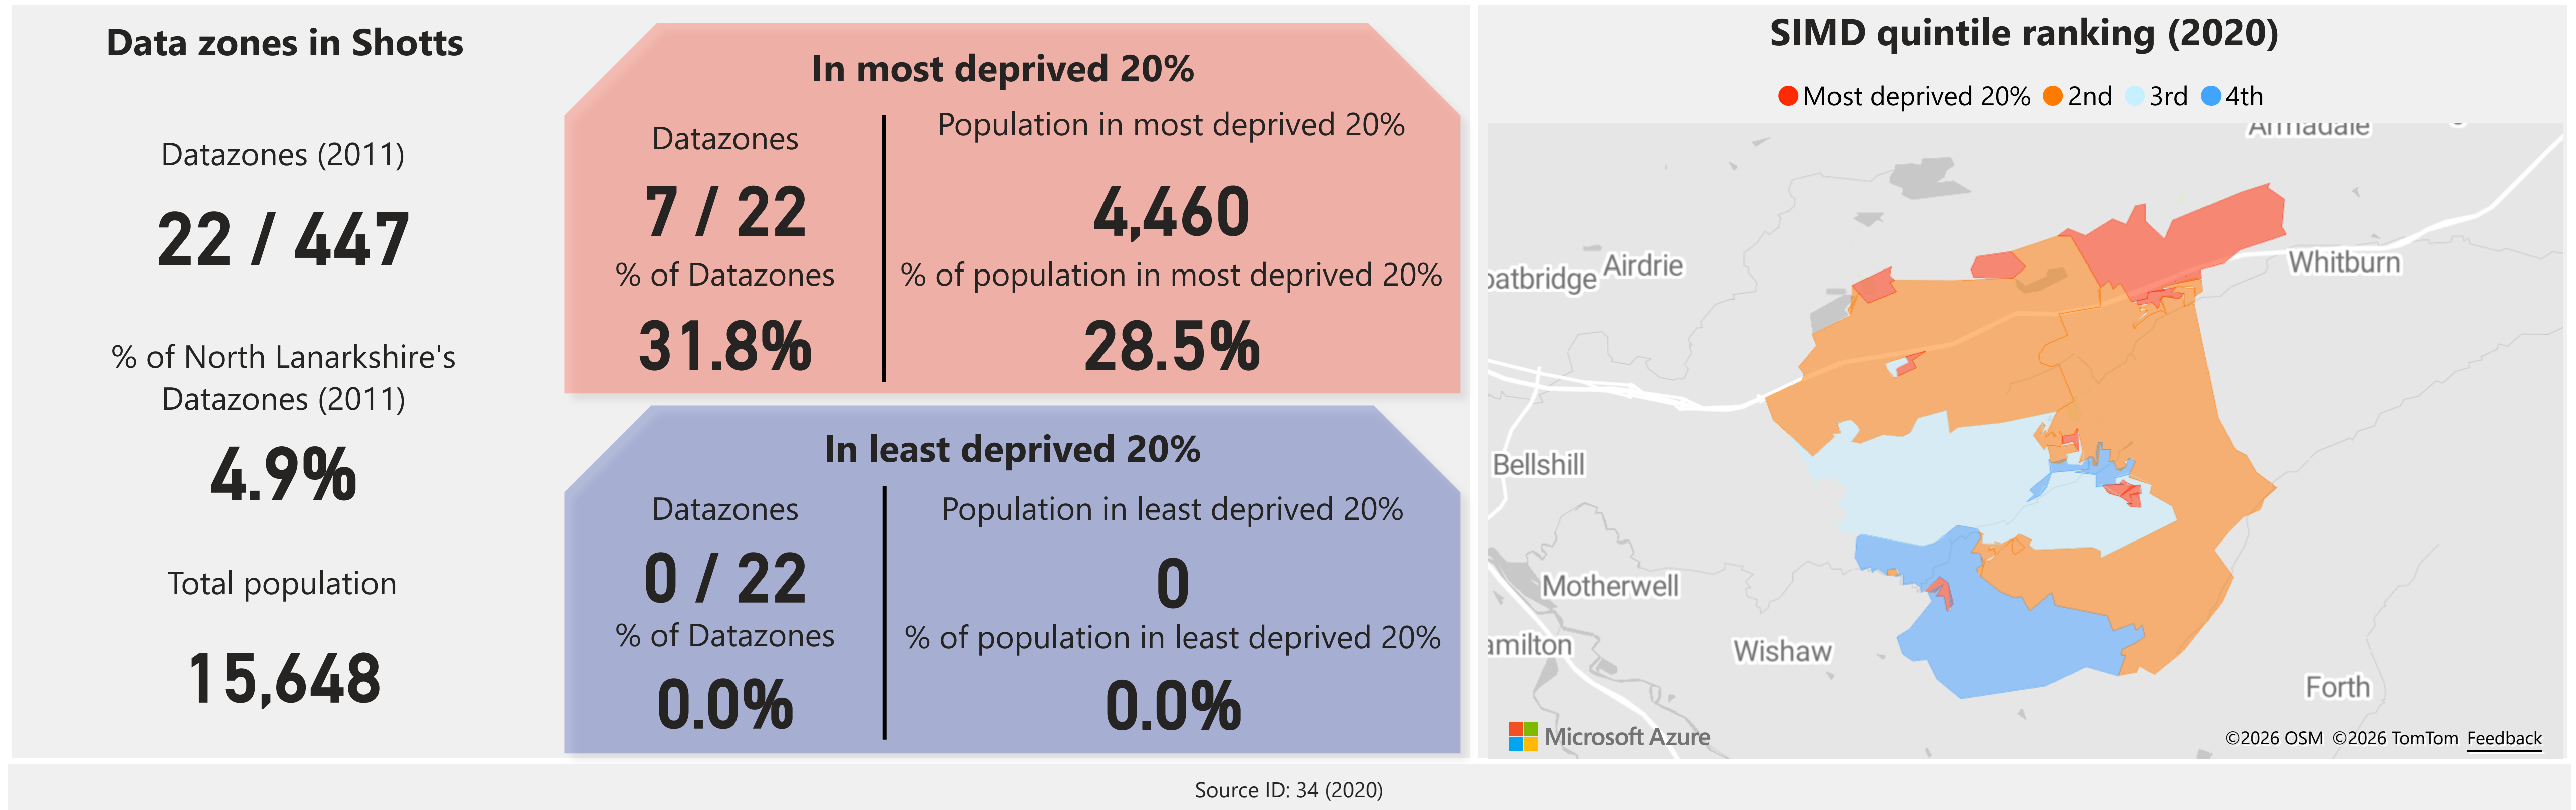 Data zones in Shotts
Datazones (2011)
22 / 447
% of North Lanarkshire's
Datazones (2011)
4.9%
Total population
15,648
In most deprived 20%
Datazones
7 / 22
% of Datazones
31.8%
Population in most deprived 20%
4,460
% of population in most deprived 20%
28.5%
In least deprived 20%
Datazones
0 / 22
% of Datazones
0.0%
Population in least deprived 20%
0
% of population in least deprived 20%
0.0%
SIMD quintile ranking (2020)
Most deprived 20% 2nd 3rd 4th
Armadale
oatbridge
Airdrie
Whitburn
Bellshill
Motherwell
amilton
Wishaw
Forth
Microsoft Azure
©2026 OSM ©2026 TomTom Feedback
Source ID: 34 (2020)